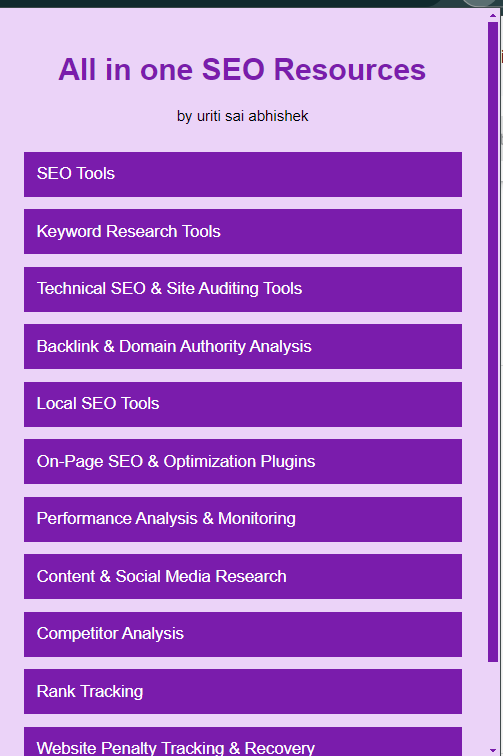 All in one SEO Resources
by uriti sai abhishek
SEO Tools
Keyword Research Tools
Technical SEO & Site Auditing Tools
Backlink & Domain Authority Analysis
Local SEO Tools
On-Page SEO & Optimization Plugins
Performance Analysis & Monitoring
Content & Social Media Research
Competitor Analysis
Rank Tracking
Website Penalty Tracking & Recovery